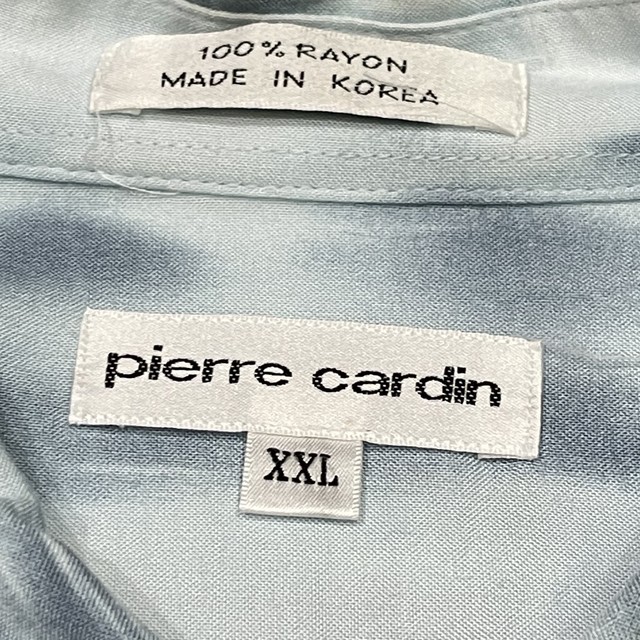 100% RAYON
MADE IN KOREA
pierre cardin
XXL